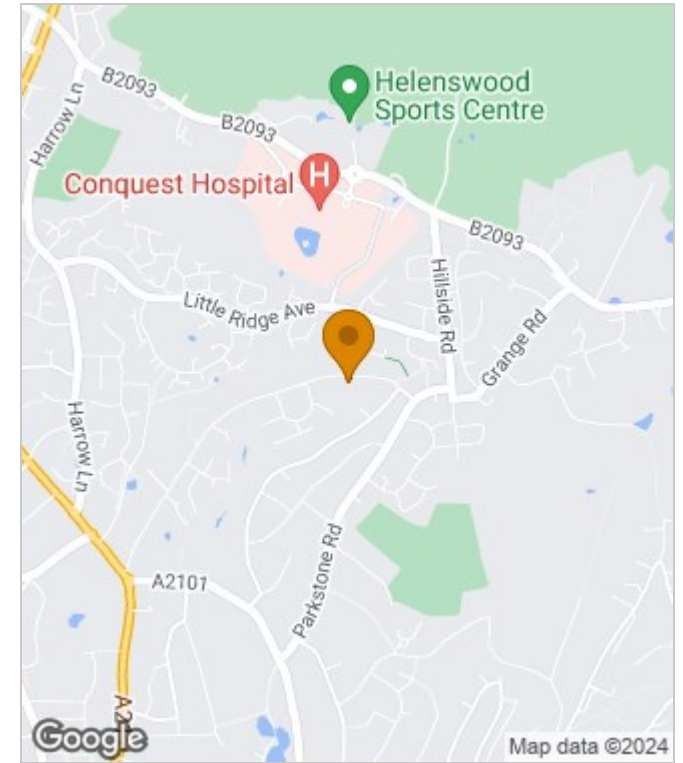 B2093
Harrow Ln
Helenswood
Sports Centre
B2093
Conquest Hospital
H
B2093
Hillside Rd
Little Ridge Ave
Grange Rd
Harrow Ln
Parkstone Rd
A2101
Google
Map data ©2024